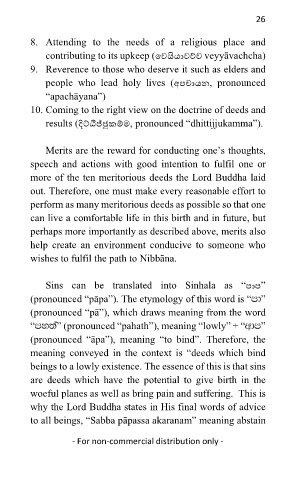 26
8. Attending to the needs of a religious place and
contributing to its upkeep (වෙයියාවච්ච veyyāvachcha)
9. Reverence to those who deserve it such as elders and
people who lead holy lives (අපචායන, pronounced
“apachāyana”)
10. Coming to the right view on the doctrine of deeds and
results (දිට්ඨිජ්ජුකම්ම, pronounced “dhittijjukamma”).
Merits are the reward for conducting one’s thoughts,
speech and actions with good intention to fulfil one or
more of the ten meritorious deeds the Lord Buddha laid
out. Therefore, one must make every reasonable effort to
perform as many meritorious deeds as possible so that one
can live a comfortable life in this birth and in future, but
perhaps more importantly as described above, merits also
help create an environment conducive to someone who
wishes to fulfil the path to Nibbāna.
Sins can be translated into Sinhala as “පාප”
(pronounced “pāpa”). The etymology of this word is “පා”
(pronounced “pā”), which draws meaning from the word
“පහත්” (pronounced “pahath”), meaning “lowly” + “ආප”
(pronounced “āpa”), meaning “to bind”. Therefore, the
meaning conveyed in the context is “deeds which bind
beings to a lowly existence. The essence of this is that sins
are deeds which have the potential to give birth in the
woeful planes as well as bring pain and suffering. This is
why the Lord Buddha states in His final words of advice
to all beings, “Sabba pāpassa akaranam” meaning abstain
- For non-commercial distribution only -